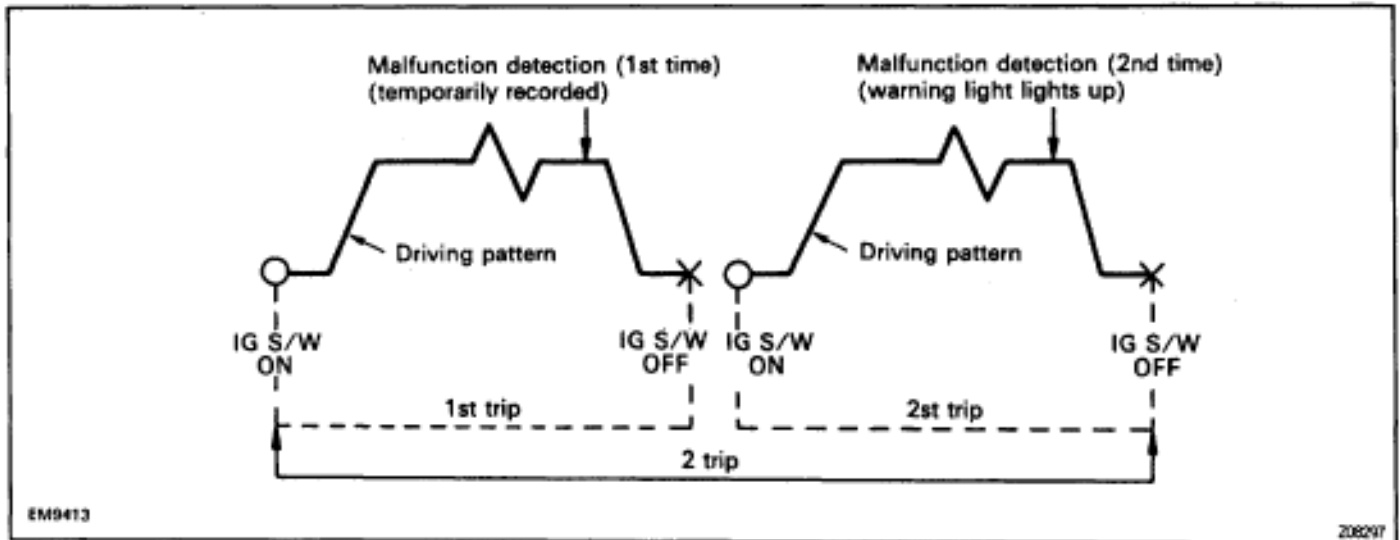 Malfunction detection (1st time)
(temporarily recorded)
Malfunction detection (2nd time)
(warning light lights up)
Driving pattern
Driving pattern
IG S/W
ON
IG S/W
OFF
IG S/W
ON
IG S/W
OFF
1st trip
2st trip
2 trip
EM9413
Z08297